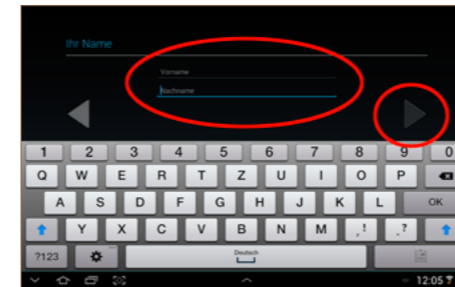 Ihr Name
Vorname
Nachname
1 2 3 4 5 6 7 8 9 0
Q W E R T Z U I O P
A S D F G H J K L OK
Y X C V B N M ,! .?
?123 Deutsch
12:05